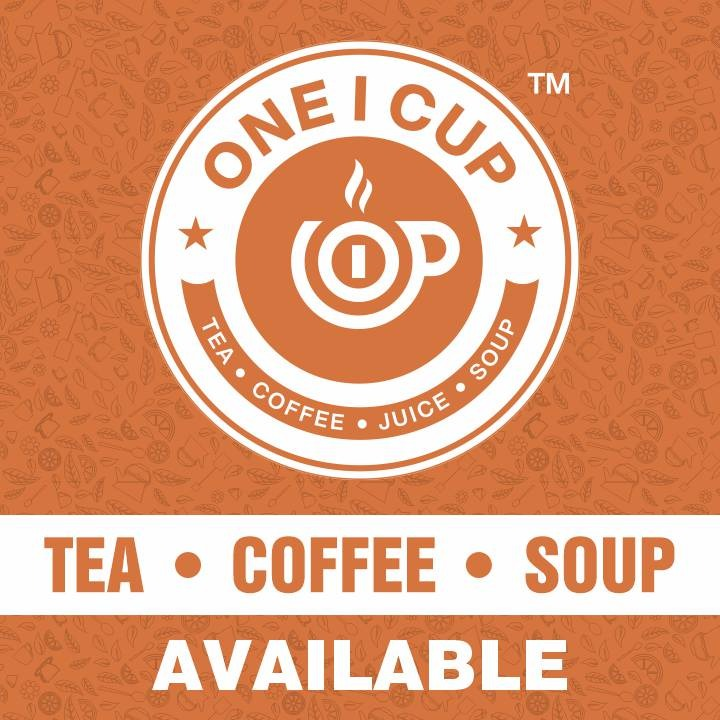 ONE I CUP
TM
TEA • COFFEE • JUICE • SOUP
TEA • COFFEE • SOUP
AVAILABLE